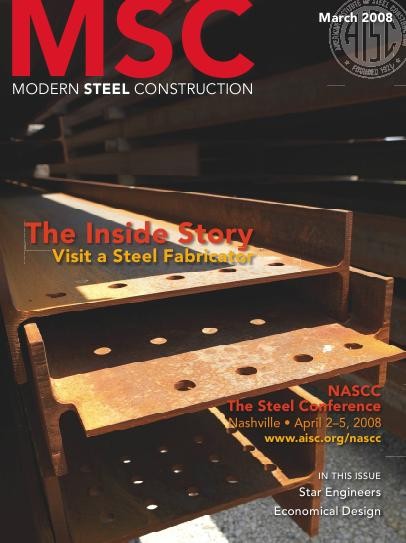 March 2008
MSC
AMERICAN INSTITUTE OF STEEL CONSTRUCTION
AISC
FOUNDED 1921
MODERN STEEL CONSTRUCTION
The Inside Story
Visit a Steel Fabricator
NASCC
The Steel Conference
Nashville • April 2–5, 2008
www.aisc.org/nascc
IN THIS ISSUE
Star Engineers
Economical Design